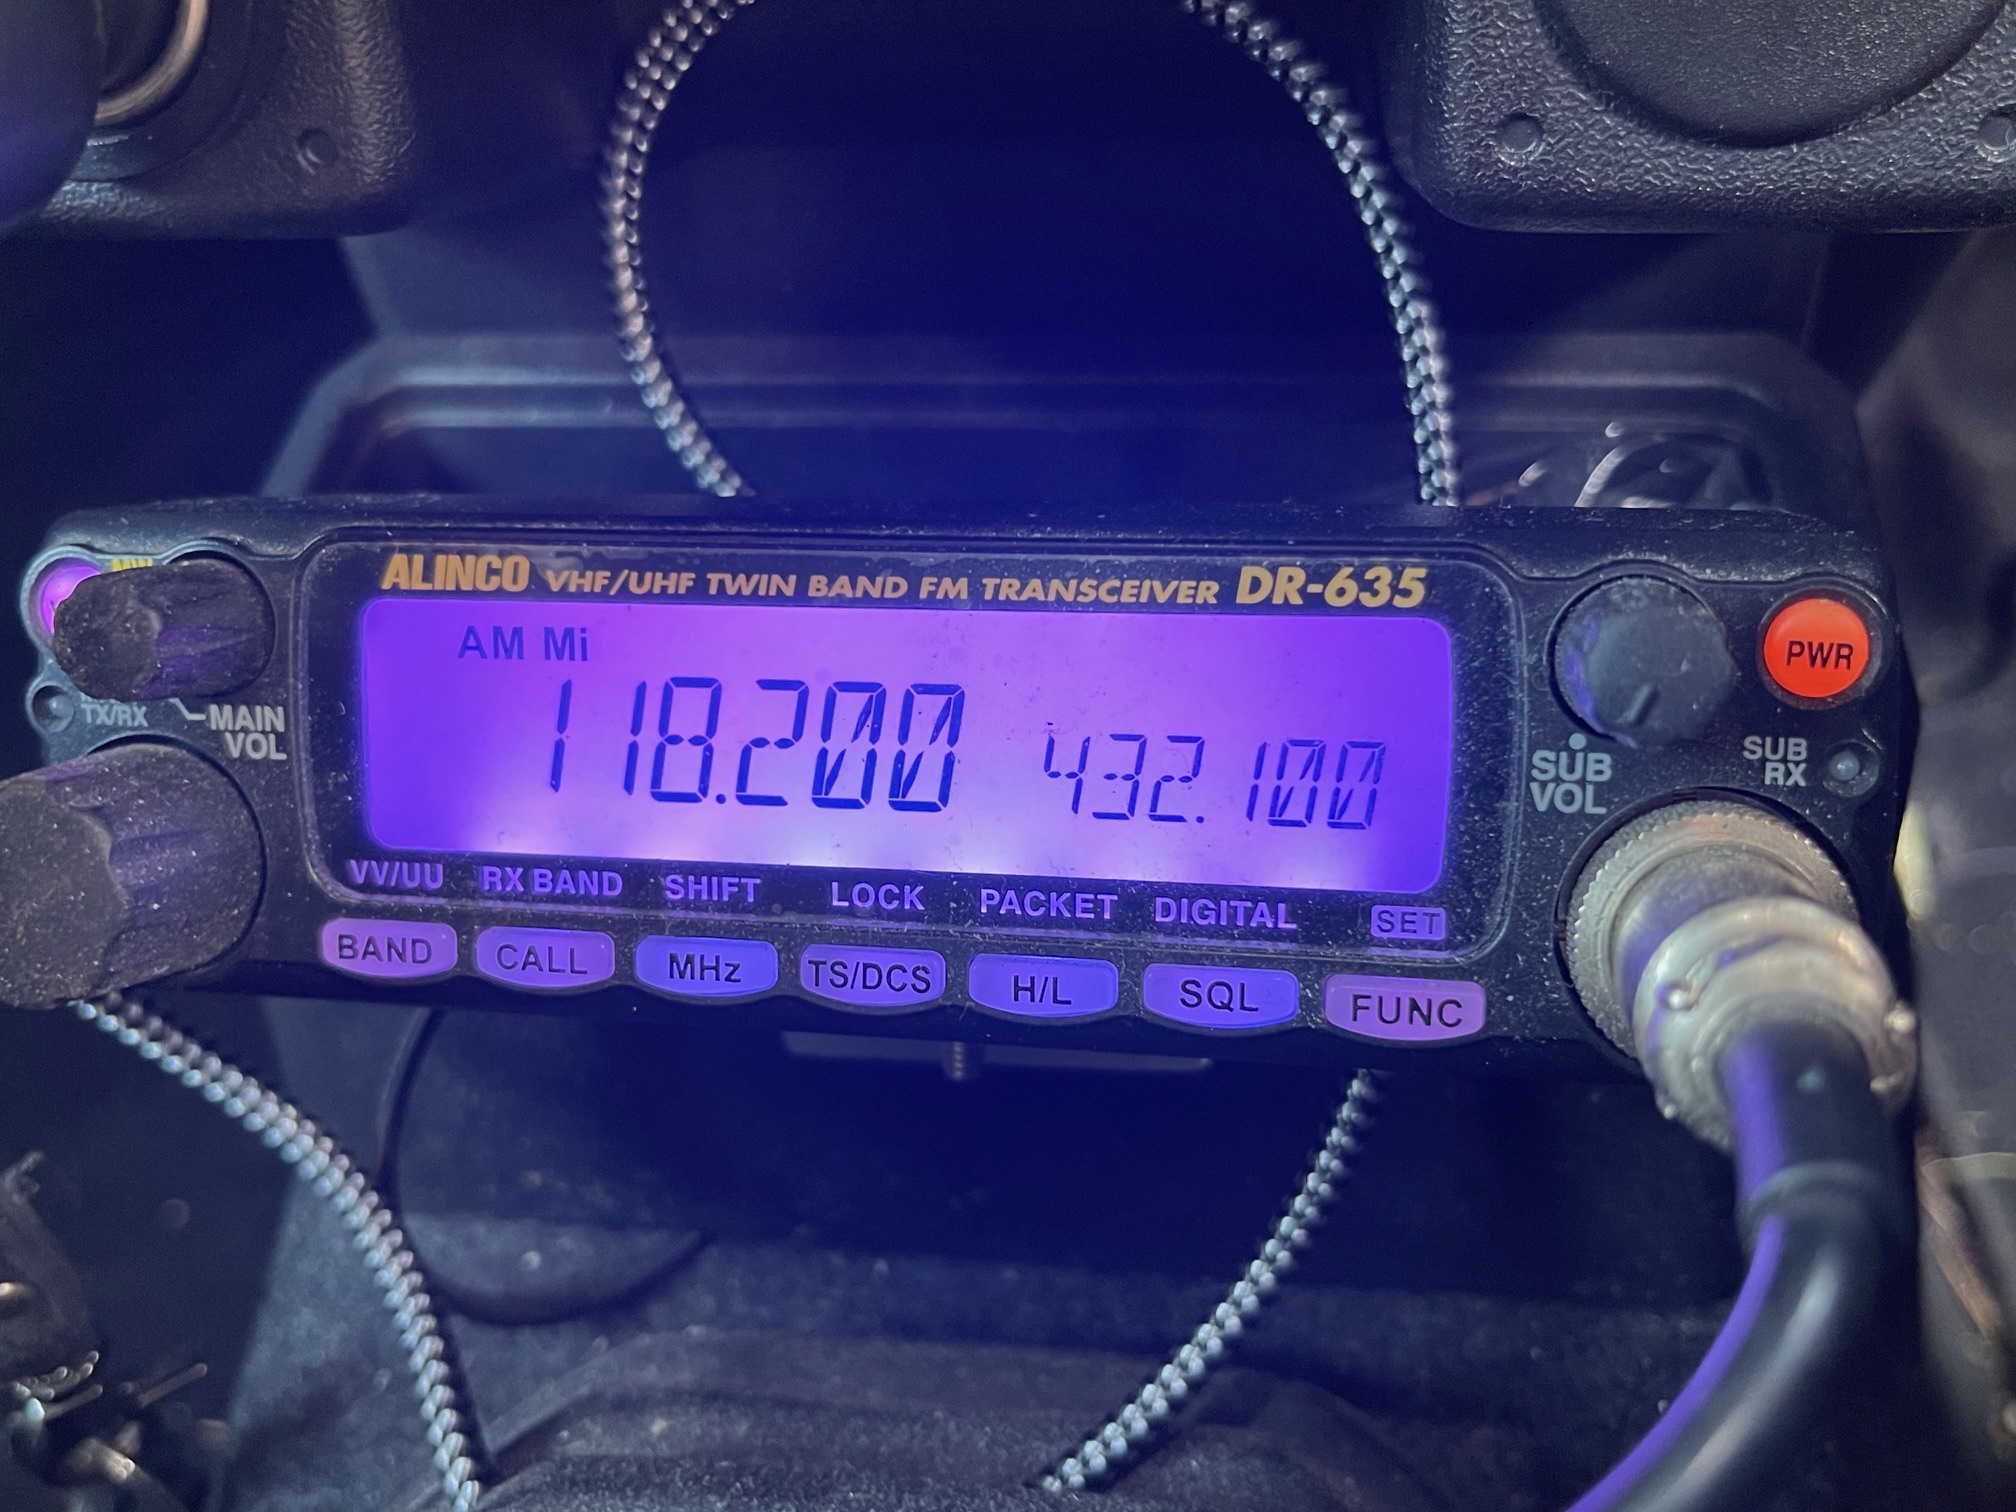 ALINCO VHF/UHF TWIN BAND FM TRANSCEIVER DR-635
AM Mi
118.200 432.100
TX/RX
MAIN
VOL
PWR
SUB
VOL
SUB
RX
VV/UU RX BAND SHIFT LOCK PACKET DIGITAL SET
BAND CALL MHz TS/DCS H/L SQL FUNC